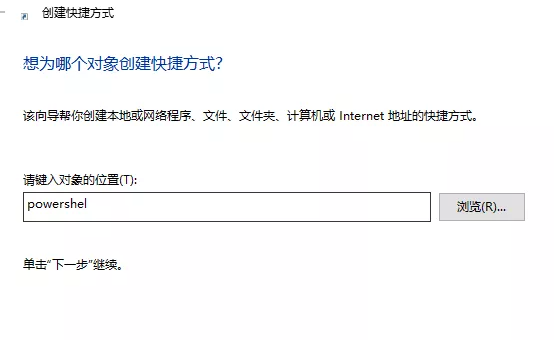 创建快捷方式
想为哪个对象创建快捷方式?
该向导帮你创建本地或网络程序、文件、文件夹、计算机或 Internet 地址的快捷方式。
请键入对象的位置(T):
powershel
浏览(R)...
单击“下一步”继续。